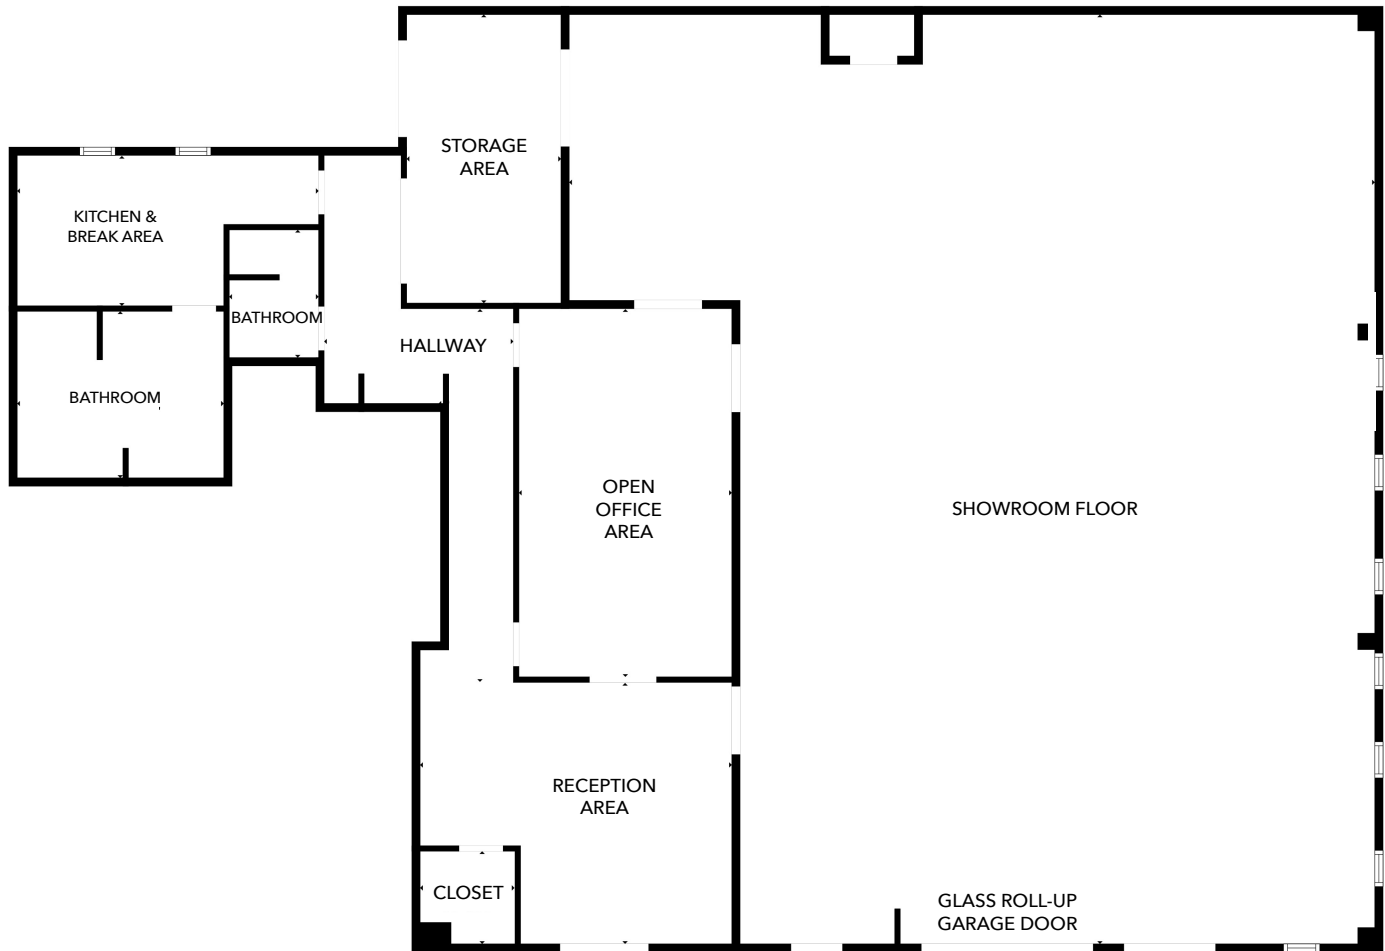 STORAGE
AREA
KITCHEN &
BREAK AREA
BATHROOM
HALLWAY
BATHROOM
OPEN
OFFICE
AREA
SHOWROOM FLOOR
RECEPTION
AREA
CLOSET
GLASS ROLL-UP
GARAGE DOOR